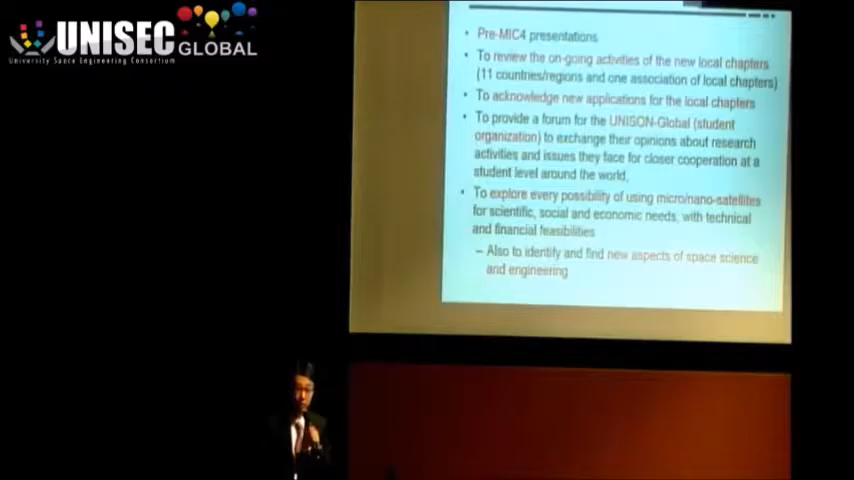 UNISEC
GLOBAL
University Space Engineering Consortium
• Pre-MIC4 presentations
• To review the on-going activities of the new local chapters
(11 countries/regions and one association of local chapters)
• To acknowledge new applications for the local chapters
• To provide a forum for the UNISON-Global (student
organization) to exchange their opinions about research
activities and issues they face for closer cooperation at a
student level around the world,
• To explore every possibility of using micro/nano-satellites
for scientific, social and economic needs, with technical
and financial feasibilities
– Also to identify and find new aspects of space science
and engineering